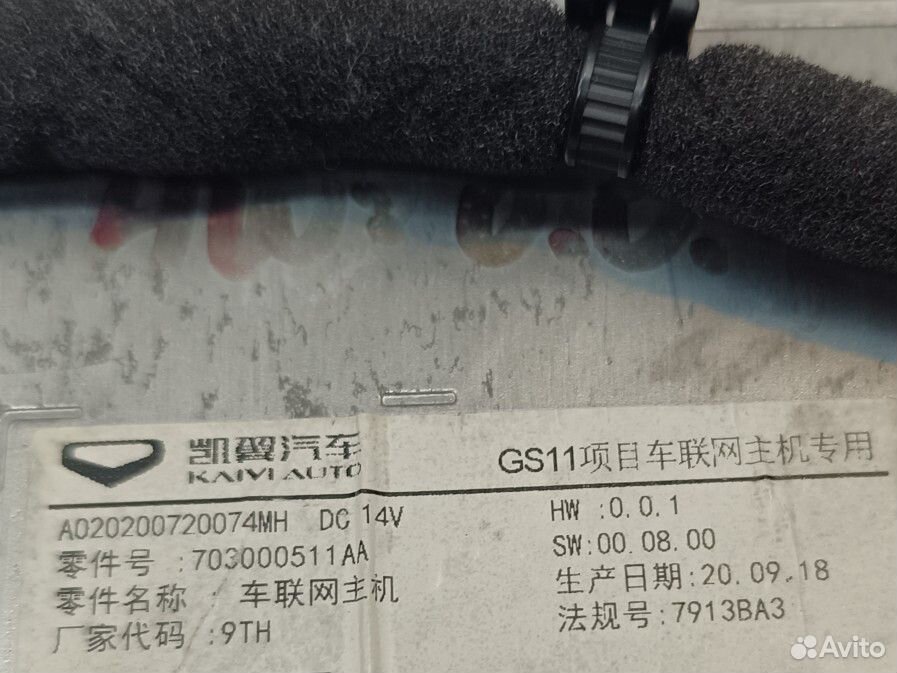 凯翼汽车
KAIYI AUTO
GS11项目车联网主机专用
A020200720074MH DC 14V
零件号 :703000511AA
零件名称 : 车联网主机
厂家代码 :9TH
HW :0.0.1
SW:00.08.00
生产日期:20.09.18
法规号:7913BA3
Avito